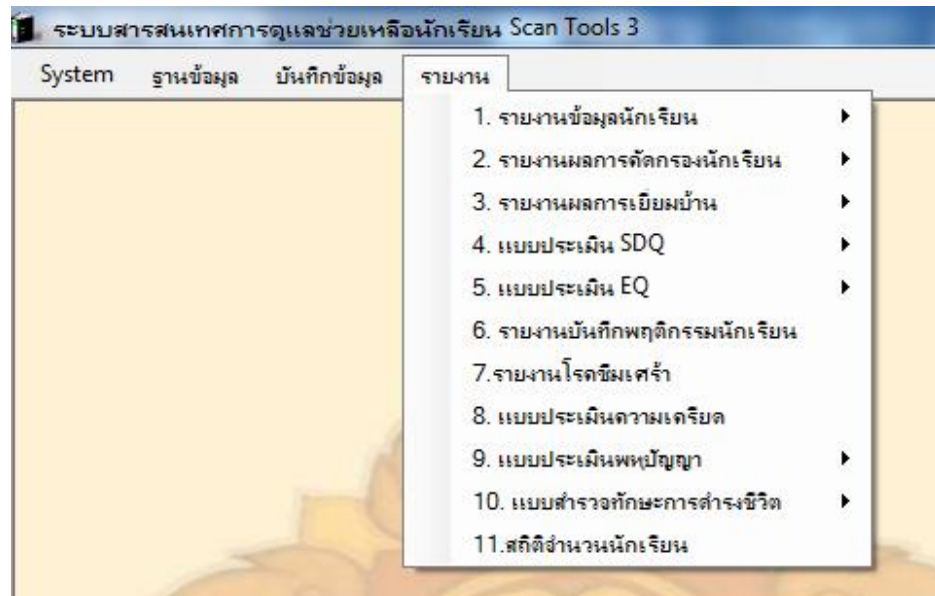 ระบบสารสนเทศการดูแลช่วยเหลือนักเรียน Scan Tools 3
System ฐานข้อมูล บันทึกข้อมูล รายงาน
1. รายงานข้อมูลนักเรียน
2. รายงานผลการคัดกรองนักเรียน
3. รายงานผลการเยี่ยมบ้าน
4. แบบประเมิน SDQ
5. แบบประเมิน EQ
6. รายงานบันทึกพฤติกรรมนักเรียน
7.รายงานโรคซึมเศร้า
8. แบบประเมินความเครียด
9. แบบประเมินพหุปัญญา
10. แบบสำรวจทักษะการดำรงชีวิต
11.สถิติจำนวนนักเรียน